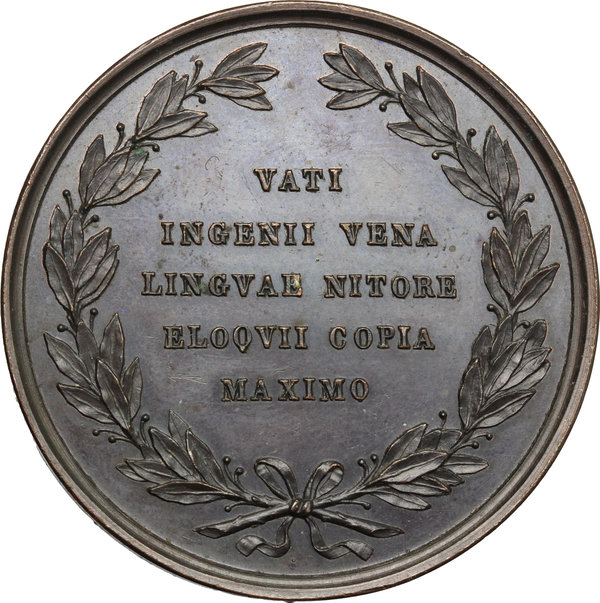 VATI
INGENII VENA
LINGVAE NITORE
ELOQVII COPIA
MAXIMO